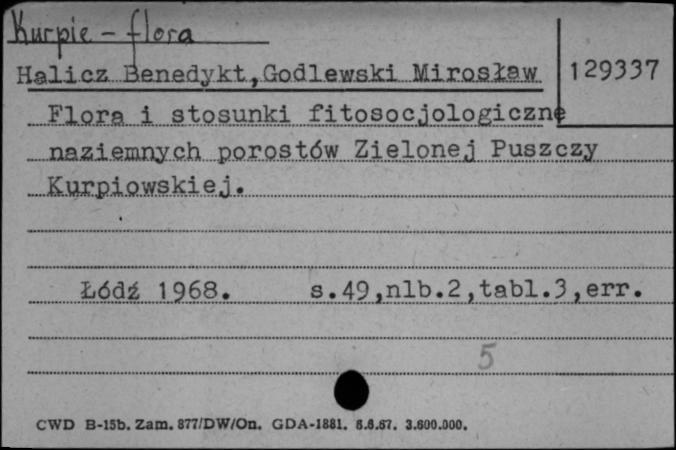 Kurpie - flora
Halicz Benedykt, Godlewski Mirosław
129337
Flora i stosunki fitosocjologiczne
naziemnych porostów Zielonej Puszczy
Kurpiowskiej.
Łódź 1968. s.49,nlb.2,tabl.3,err.
5
CWD B-15b. Zam. 877/DW/On. GDA-1881. 6.6.67. 3.600.000.